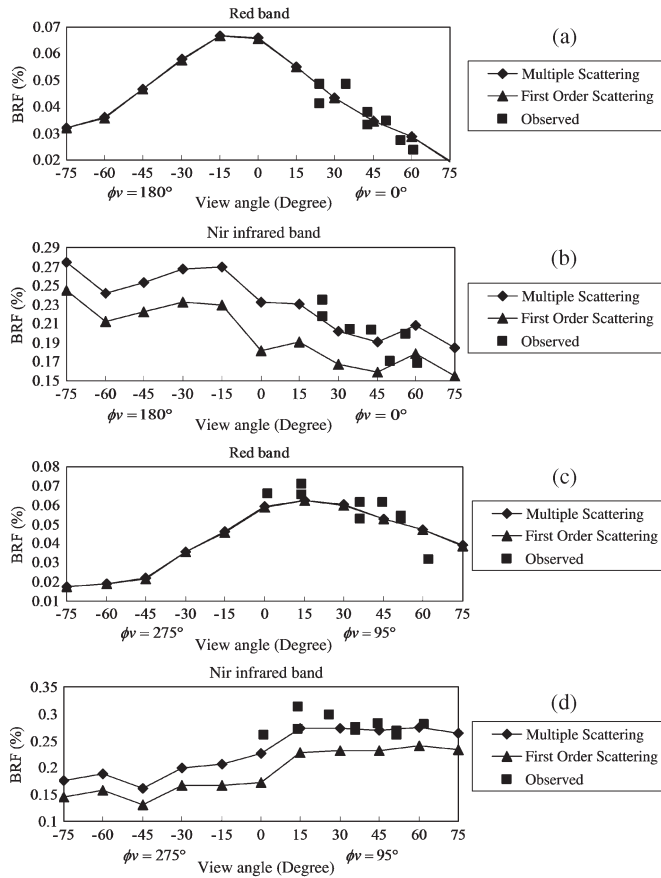 Red band
(a)
0.07
0.06
0.05
0.04
0.03
0.02
BRF (%)
-75 -60 -45 -30 -15 0 15 30 45 60 75
ϕv = 180° ϕv = 0°
View angle (Degree)
Multiple Scattering
First Order Scattering
Observed
Nir infrared band
(b)
0.29
0.27
0.25
0.23
0.21
0.19
0.17
0.15
BRF (%)
-75 -60 -45 -30 -15 0 15 30 45 60 75
ϕv = 180° ϕv = 0°
View angle (Degree)
Multiple Scattering
First Order Scattering
Observed
Red band
(c)
0.08
0.07
0.06
0.05
0.04
0.03
0.02
0.01
BRF (%)
-75 -60 -45 -30 -15 0 15 30 45 60 75
ϕv = 275° ϕv = 95°
View angle (Degree)
Multiple Scattering
First Order Scattering
Observed
Nir infrared band
(d)
0.35
0.3
0.25
0.2
0.15
0.1
BRF (%)
-75 -60 -45 -30 -15 0 15 30 45 60 75
ϕv = 275° ϕv = 95°
View angle (Degree)
Multiple Scattering
First Order Scattering
Observed